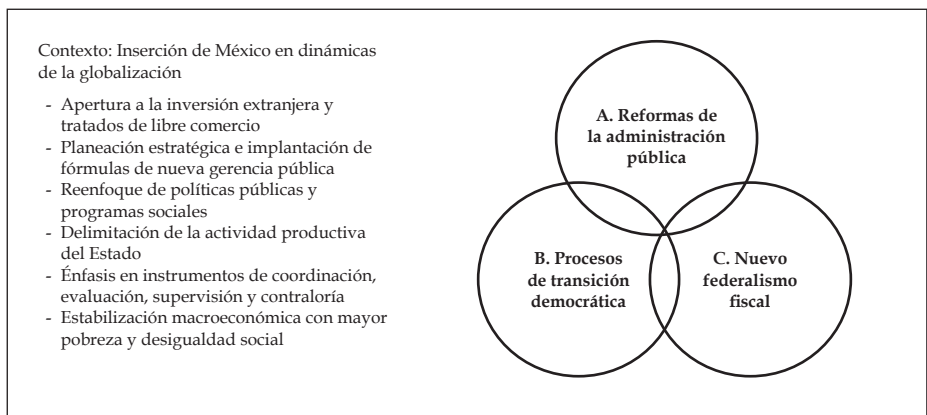 Contexto: Inserción de México en dinámicas
de la globalización
- Apertura a la inversión extranjera y
tratados de libre comercio
- Planeación estratégica e implantación de
fórmulas de nueva gerencia pública
- Reenfoque de políticas públicas y
programas sociales
- Delimitación de la actividad productiva
del Estado
- Énfasis en instrumentos de coordinación,
evaluación, supervisión y contraloría
- Estabilización macroeconómica con mayor
pobreza y desigualdad social
A. Reformas de
la administración
pública
B. Procesos
de transición
democrática
C. Nuevo
federalismo
fiscal